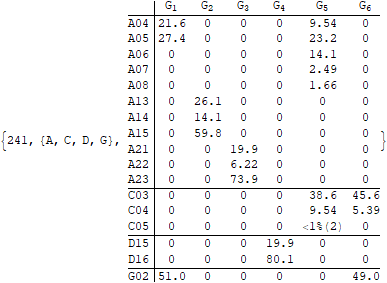 G1 G2 G3 G4 G5 G6
A04 21.6 0 0 0 9.54 0
A05 27.4 0 0 0 23.2 0
A06 0 0 0 0 14.1 0
A07 0 0 0 0 2.49 0
A08 0 0 0 0 1.66 0
A13 0 26.1 0 0 0 0
A14 0 14.1 0 0 0 0
{241, {A, C, D, G}, A15 0 59.8 0 0 0 0 }
A21 0 0 19.9 0 0 0
A22 0 0 6.22 0 0 0
A23 0 0 73.9 0 0 0
C03 0 0 0 0 38.6 45.6
C04 0 0 0 0 9.54 5.39
C05 0 0 0 0 <1%(2) 0
D15 0 0 0 19.9 0 0
D16 0 0 0 80.1 0 0
G02 51.0 0 0 0 0 49.0